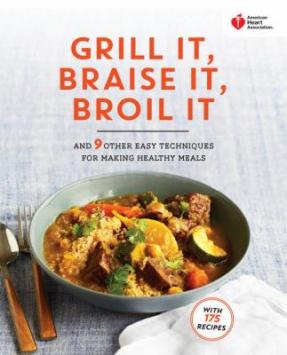 American
Heart
Association.
GRILL IT,
BRAISE IT,
BROIL IT
AND 9 OTHER EASY TECHNIQUES
FOR MAKING HEALTHY MEALS
WITH
175
RECIPES